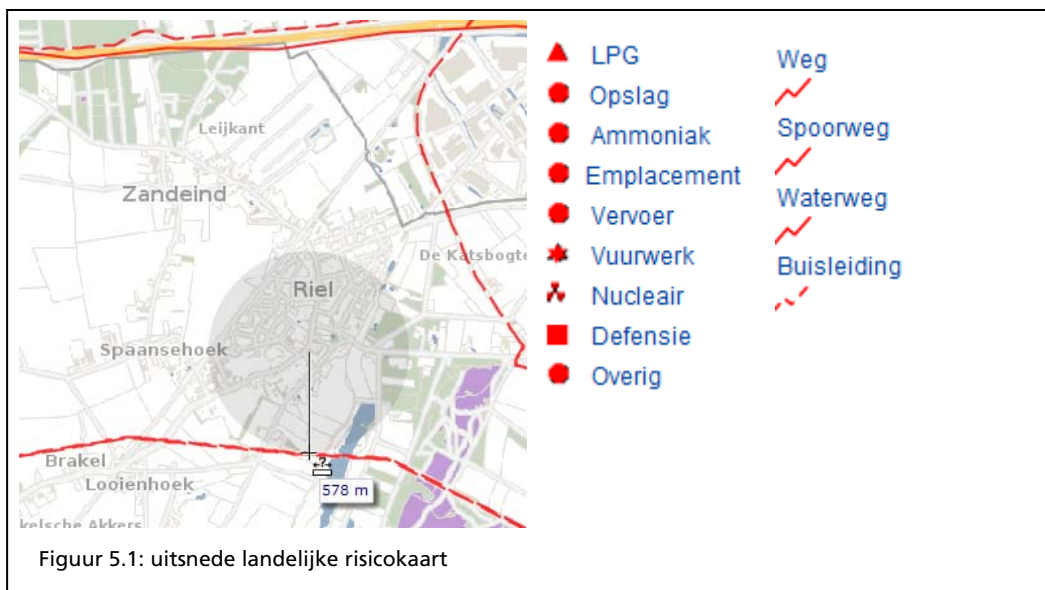 Leijkant
Zandeind
De Katsbogte
Riel
Spaansehoek
Brakel
Looienhoek
kelsche Akkers
?
578 m
LPG
Opslag
Ammoniak
Emplacement
Vervoer
Vuurwerk
Nucleair
Defensie
Overig
Weg
Spoorweg
Waterweg
Buisleiding
Figuur 5.1: uitsnede landelijke risicokaart